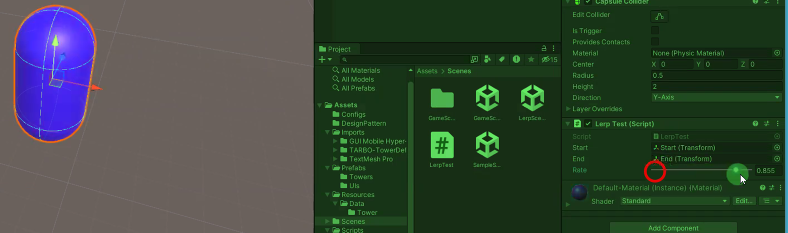 Capsule Collider
Edit Collider
Is Trigger
Provides Contacts
Material None (Physic Material)
Center X 0 Y 0 Z 0
Radius 0.5
Height 2
Direction Y-Axis
Layer Overrides
Lerp Test (Script)
Script LerpTest
Start Start (Transform)
End End (Transform)
Rate 0.855
Default-Material (Instance) (Material)
Shader Standard Edit...
Add Component
Project
15
All Materials
All Models
All Prefabs
Assets
Configs
DesignPattern
Imports
GUI Mobile Hyper-
TARBO-TowerDef
TextMesh Pro
Prefabs
Towers
UIs
Resources
Data
Tower
Scenes
Scripts
Assets > Scenes
GameSc... GameSc... LerpSce...
LerpTest SampleS...